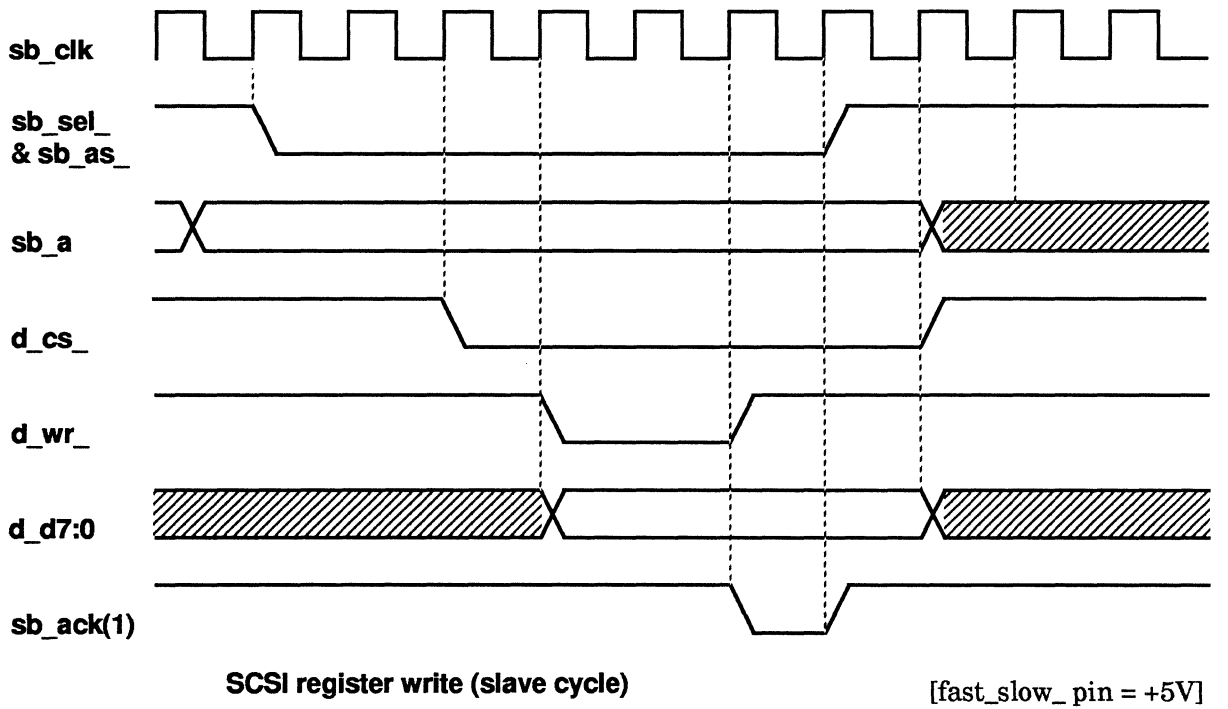 sb_clk
sb_sel_
& sb_as_
sb_a
d_cs_
d_wr_
d_d7:0
sb_ack(1)
SCSI register write (slave cycle)
[fast_slow_ pin = +5V]